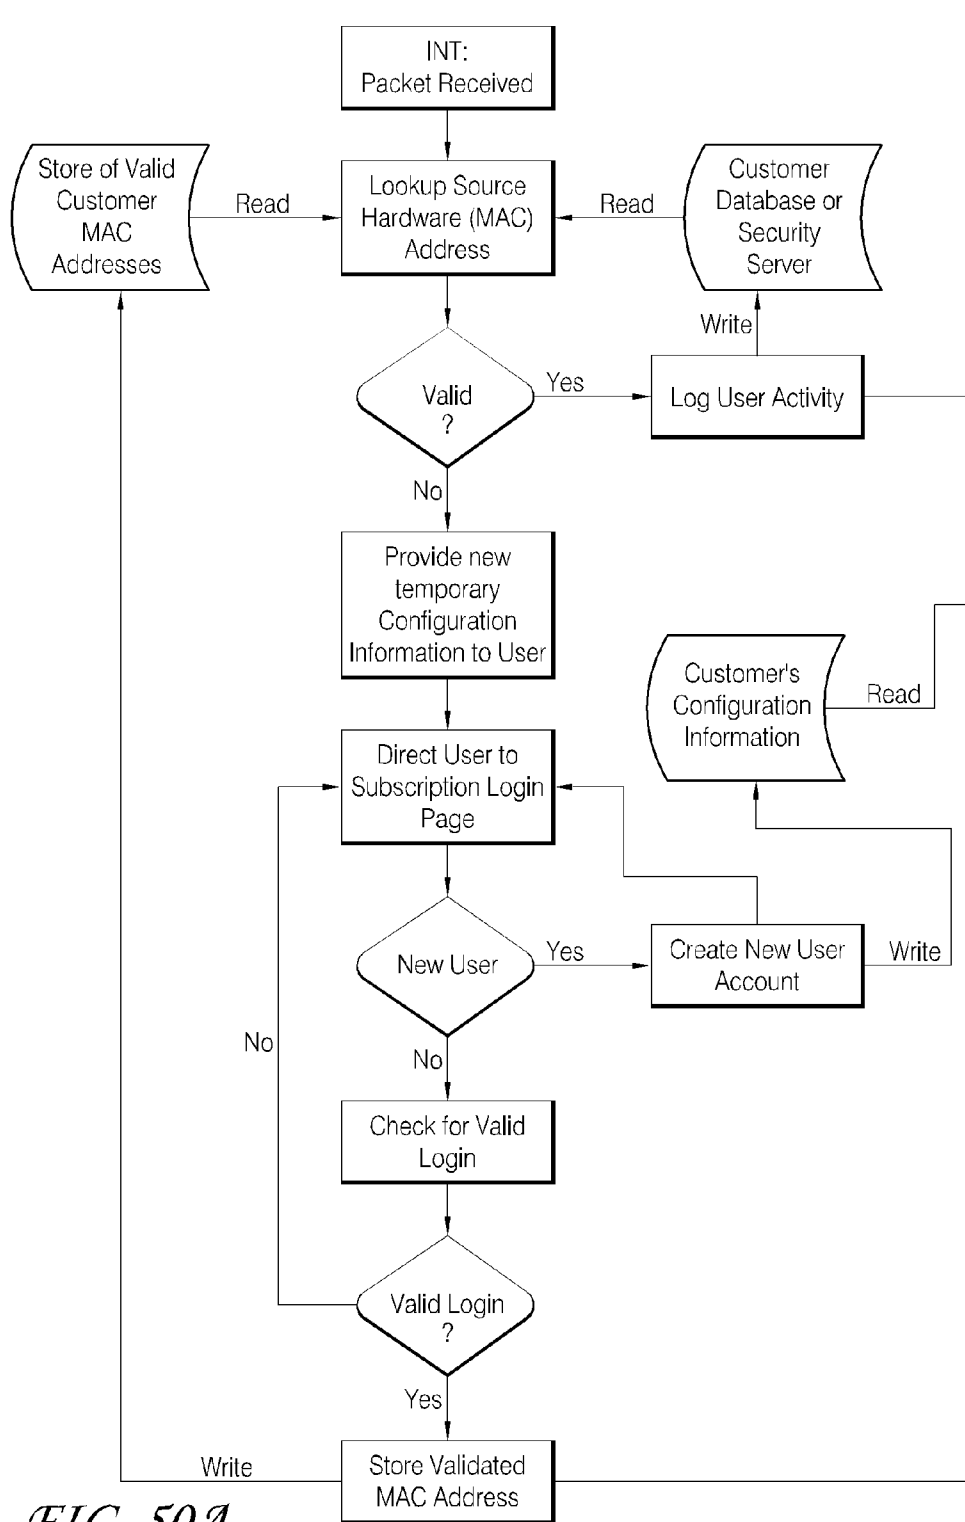 INT:
Packet Received
Store of Valid
Customer
MAC
Addresses
Read
Lookup Source
Hardware (MAC)
Address
Read
Customer
Database or
Security
Server
Write
Valid
?
Yes
Log User Activity
No
Provide new
temporary
Configuration
Information to User
Customer's
Configuration
Information
Read
Direct User to
Subscription Login
Page
New User
Yes
Create New User
Account
Write
No
No
Check for Valid
Login
Valid Login
?
Yes
Write
Store Validated
MAC Address
FIG. 50A